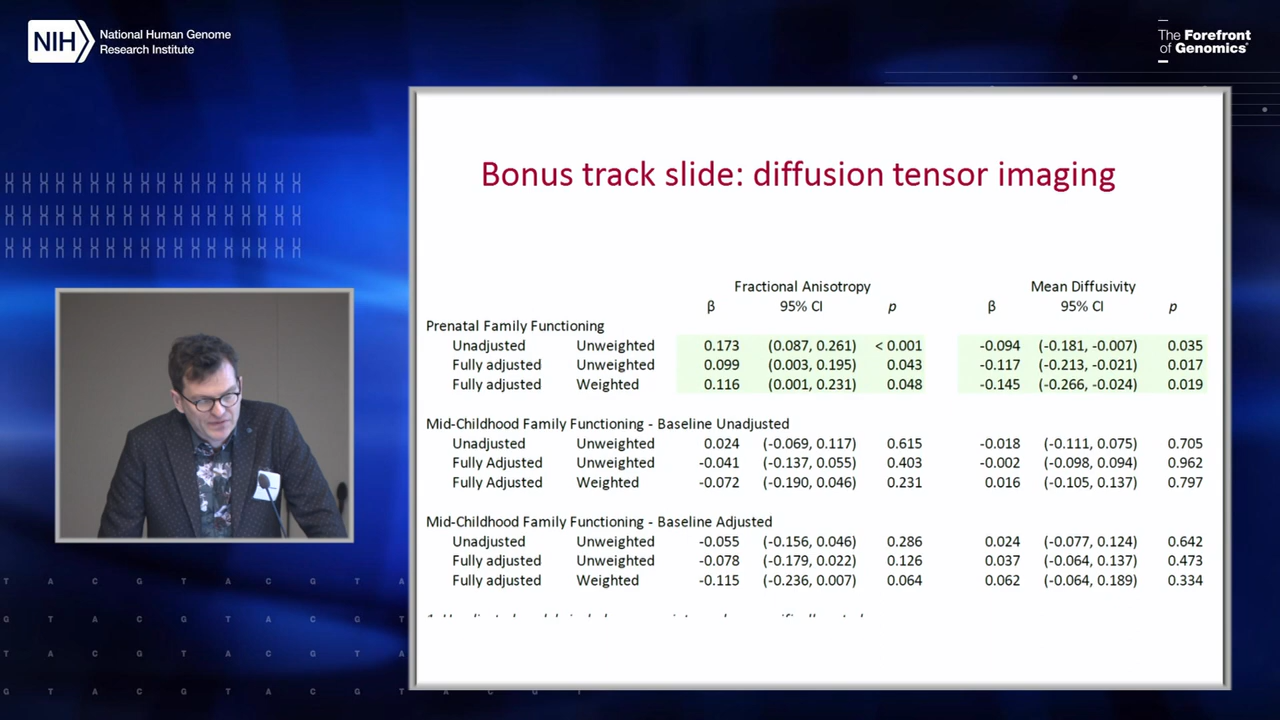 NIH
National Human Genome
Research Institute
The Forefront
of Genomics®
Bonus track slide: diffusion tensor imaging
Fractional Anisotropy Mean Diffusivity
β 95% CI p β 95% CI p
Prenatal Family Functioning
Unadjusted Unweighted 0.173 (0.087, 0.261) < 0.001 -0.094 (-0.181, -0.007) 0.035
Fully adjusted Unweighted 0.099 (0.003, 0.195) 0.043 -0.117 (-0.213, -0.021) 0.017
Fully adjusted Weighted 0.116 (0.001, 0.231) 0.048 -0.145 (-0.266, -0.024) 0.019
Mid-Childhood Family Functioning - Baseline Unadjusted
Unadjusted Unweighted 0.024 (-0.069, 0.117) 0.615 -0.018 (-0.111, 0.075) 0.705
Fully Adjusted Unweighted -0.041 (-0.137, 0.055) 0.403 -0.002 (-0.098, 0.094) 0.962
Fully Adjusted Weighted -0.072 (-0.190, 0.046) 0.231 0.016 (-0.105, 0.137) 0.797
Mid-Childhood Family Functioning - Baseline Adjusted
Unadjusted Unweighted -0.055 (-0.156, 0.046) 0.286 0.024 (-0.077, 0.124) 0.642
Fully adjusted Unweighted -0.078 (-0.179, 0.022) 0.126 0.037 (-0.064, 0.137) 0.473
Fully adjusted Weighted -0.115 (-0.236, 0.007) 0.064 0.062 (-0.064, 0.189) 0.334
T A C G T A C G T A
G T A C G T A C G T A
T A C G T A C G T A
G T A C G T A C G T A C G T